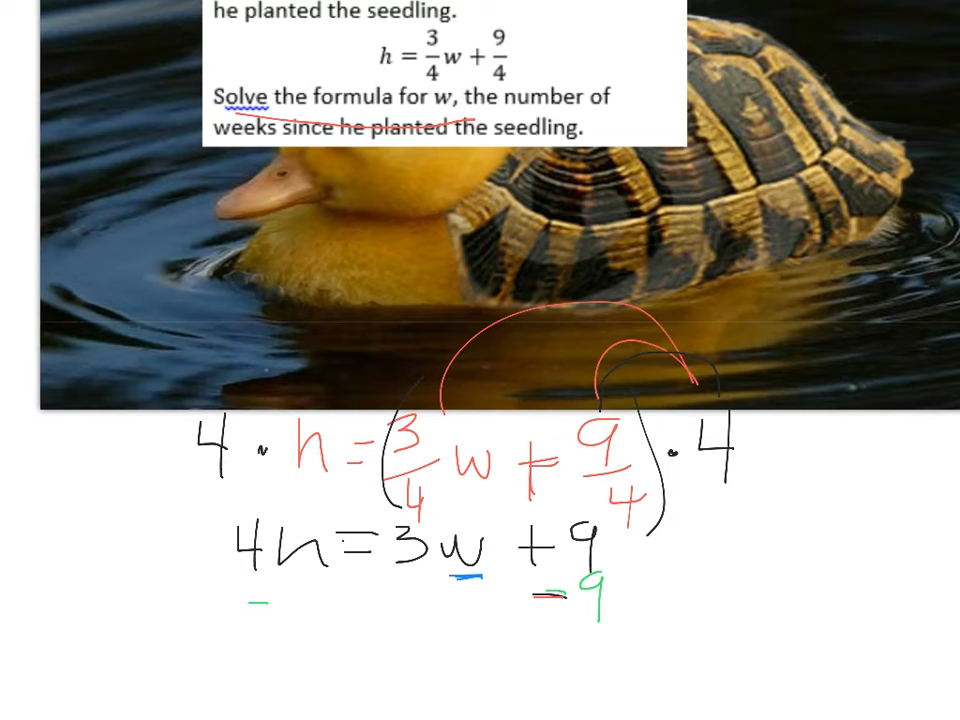 he planted the seedling.
h = 3/4 w + 9/4
Solve the formula for w, the number of
weeks since he planted the seedling.
4 · h = (3/4 w + 9/4) · 4
4h = 3w + 9
- - 9